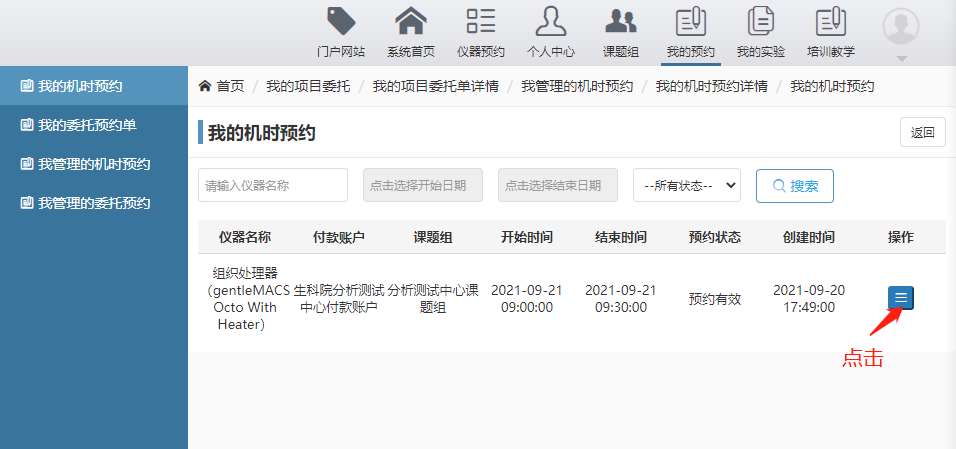 门户网站 系统首页 仪器预约 个人中心 课题组 我的预约 我的实验 培训教学
我的机时预约
我的委托预约单
我管理的机时预约
我管理的委托预约
首页 / 我的项目委托 / 我的项目委托单详情 / 我管理的机时预约 / 我的机时预约详情 / 我的机时预约
我的机时预约
返回
请输入仪器名称 点击选择开始日期 点击选择结束日期 --所有状态-- 搜索
仪器名称 付款账户 课题组 开始时间 结束时间 预约状态 创建时间 操作
组织处理器
（gentleMACS
Octo With
Heater）
生科院分析测试
中心付款账户
分析测试中心课
题组
2021-09-21
09:00:00
2021-09-21
09:30:00
预约有效
2021-09-20
17:49:00
点击